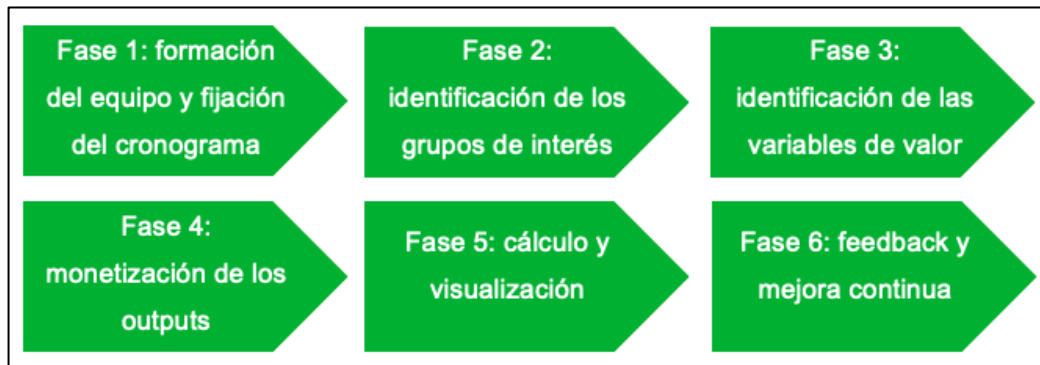 Fase 1: formación
del equipo y fijación
del cronograma
Fase 2:
identificación de los
grupos de interés
Fase 3:
identificación de las
variables de valor
Fase 4:
monetización de los
outputs
Fase 5: cálculo y
visualización
Fase 6: feedback y
mejora continua